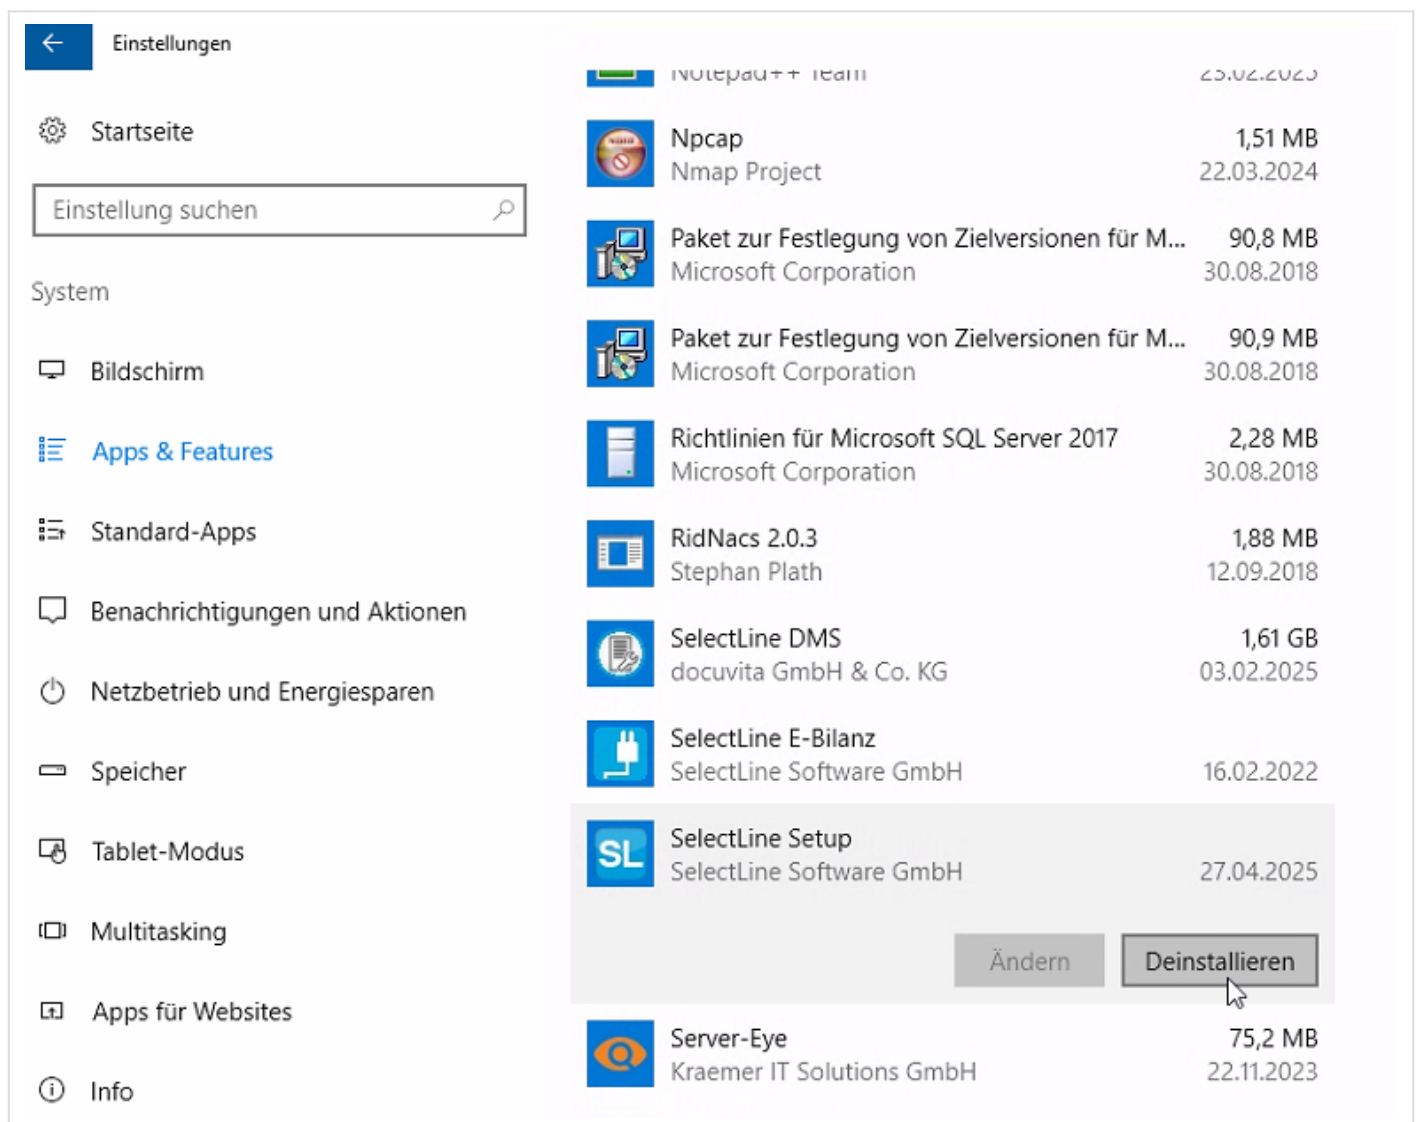 Einstellungen
Startseite
Einstellung suchen
System
Bildschirm
Apps & Features
Standard-Apps
Benachrichtigungen und Aktionen
Netzbetrieb und Energiesparen
Speicher
Tablet-Modus
Multitasking
Apps für Websites
Info
Notepad++ Team 23.02.2023
Npcap 1,51 MB
Nmap Project 22.03.2024
Paket zur Festlegung von Zielversionen für M... 90,8 MB
Microsoft Corporation 30.08.2018
Paket zur Festlegung von Zielversionen für M... 90,9 MB
Microsoft Corporation 30.08.2018
Richtlinien für Microsoft SQL Server 2017 2,28 MB
Microsoft Corporation 30.08.2018
RidNacs 2.0.3 1,88 MB
Stephan Plath 12.09.2018
SelectLine DMS 1,61 GB
docuvita GmbH & Co. KG 03.02.2025
SelectLine E-Bilanz
SelectLine Software GmbH 16.02.2022
SL SelectLine Setup
SelectLine Software GmbH 27.04.2025
Ändern Deinstallieren
Server-Eye 75,2 MB
Kraemer IT Solutions GmbH 22.11.2023